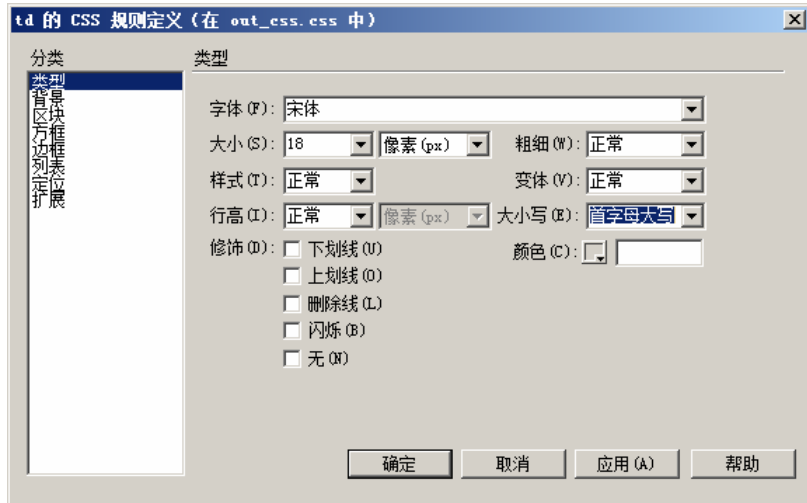 td 的 CSS 规则定义（在 out_css.css 中）
分类
类型
类型
背景
区块
方框
边框
列表
定位
扩展
字体(F): 宋体
大小(S): 18 像素(px) 粗细(W): 正常
样式(T): 正常 变体(V): 正常
行高(I): 正常 像素(px) 大小写(E): 首字母大写
修饰(D): 下划线(U) 颜色(C):
上划线(O)
删除线(L)
闪烁(B)
无(N)
确定 取消 应用(A) 帮助